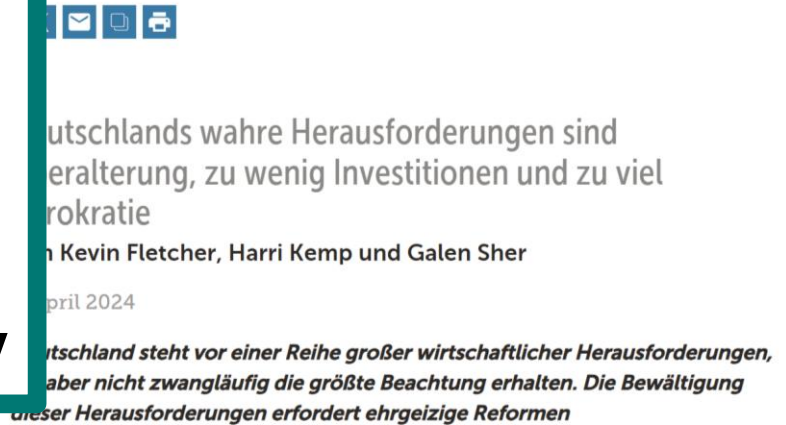 utschlands wahre Herausforderungen sind
eralterung, zu wenig Investitionen und zu viel
rokratie
n Kevin Fletcher, Harri Kemp und Galen Sher
pril 2024
utschland steht vor einer Reihe großer wirtschaftlicher Herausforderungen,
aber nicht zwangläufig die größte Beachtung erhalten. Die Bewältigung
dieser Herausforderungen erfordert ehrgeizige Reformen